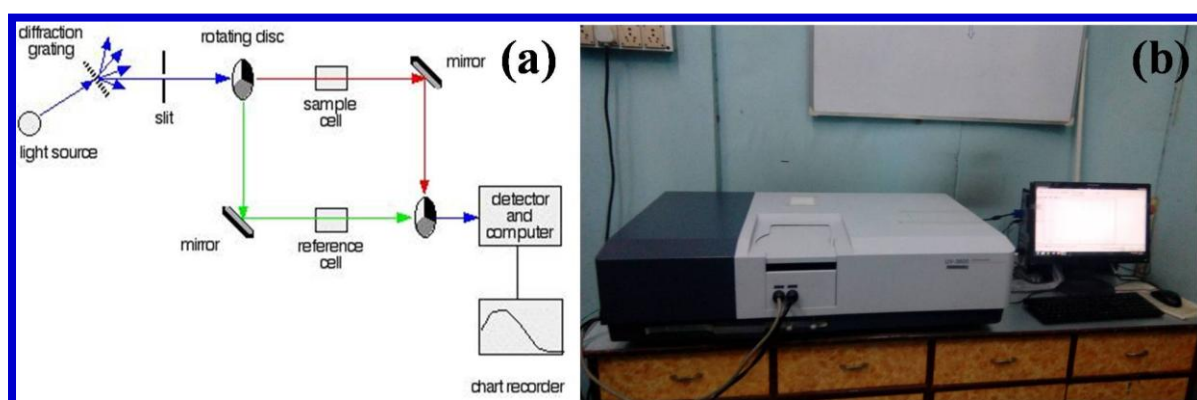 diffraction
grating
rotating disc
(a)
mirror
slit
sample
cell
light source
mirror
reference
cell
detector
and
computer
chart recorder
(b)